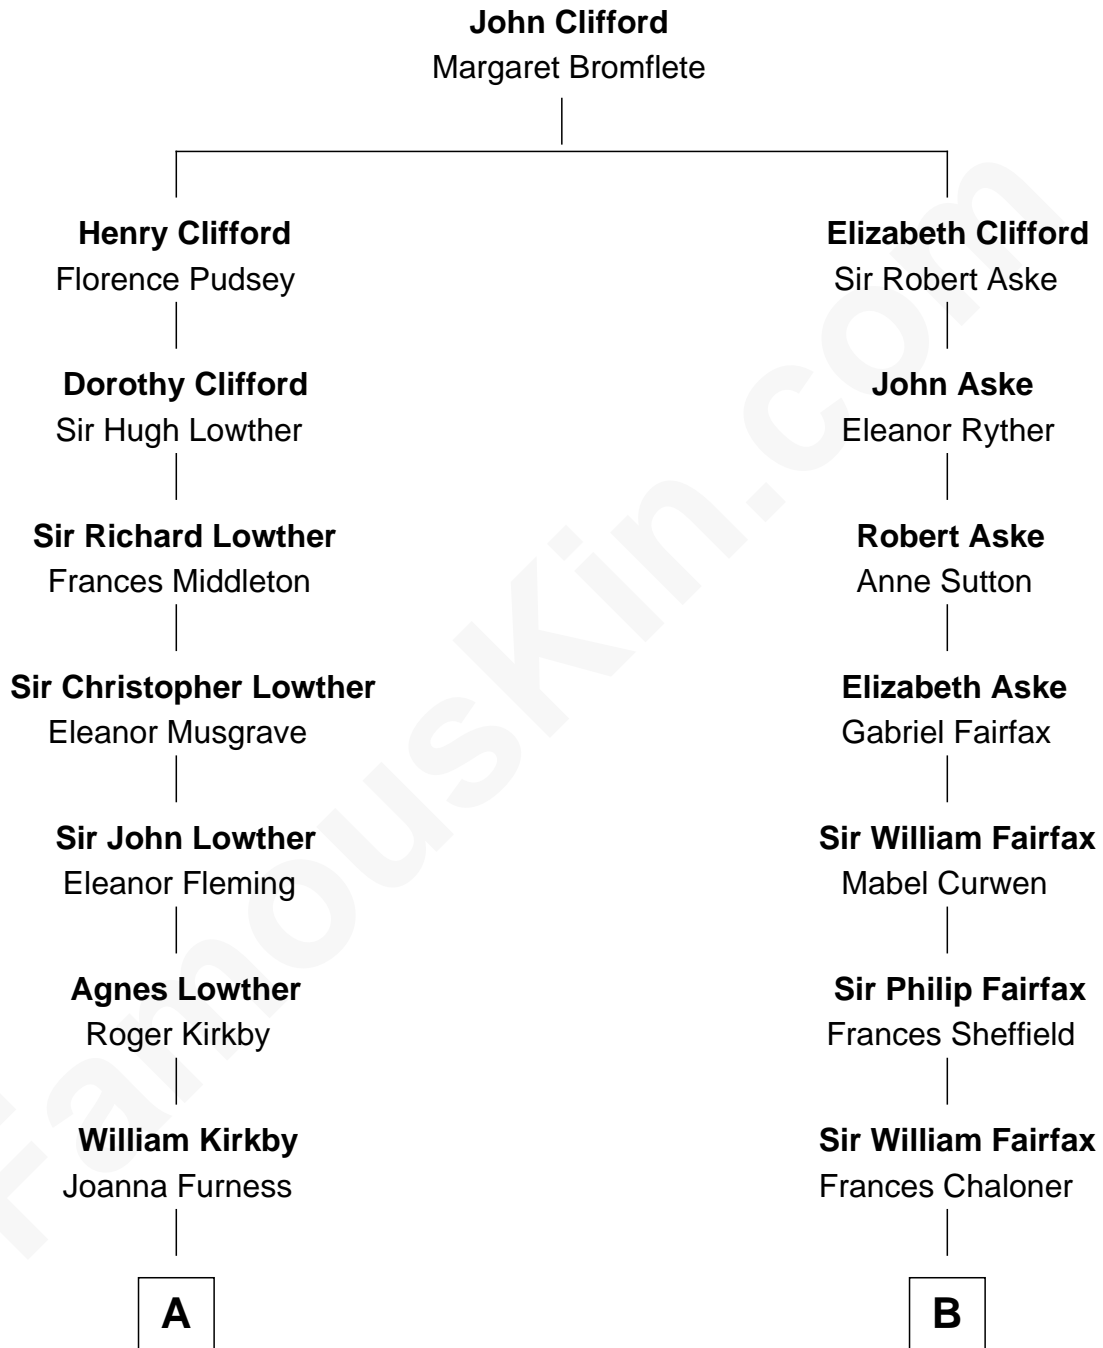 John Clifford
Margaret Bromflete
Henry Clifford
Florence Pudsey
Elizabeth Clifford
Sir Robert Aske
Dorothy Clifford
Sir Hugh Lowther
John Aske
Eleanor Ryther
Sir Richard Lowther
Frances Middleton
Robert Aske
Anne Sutton
Sir Christopher Lowther
Eleanor Musgrave
Elizabeth Aske
Gabriel Fairfax
Sir John Lowther
Eleanor Fleming
Sir William Fairfax
Mabel Curwen
Agnes Lowther
Roger Kirkby
Sir Philip Fairfax
Frances Sheffield
William Kirkby
Joanna Furness
Sir William Fairfax
Frances Chaloner
A
B
FamousKin.com